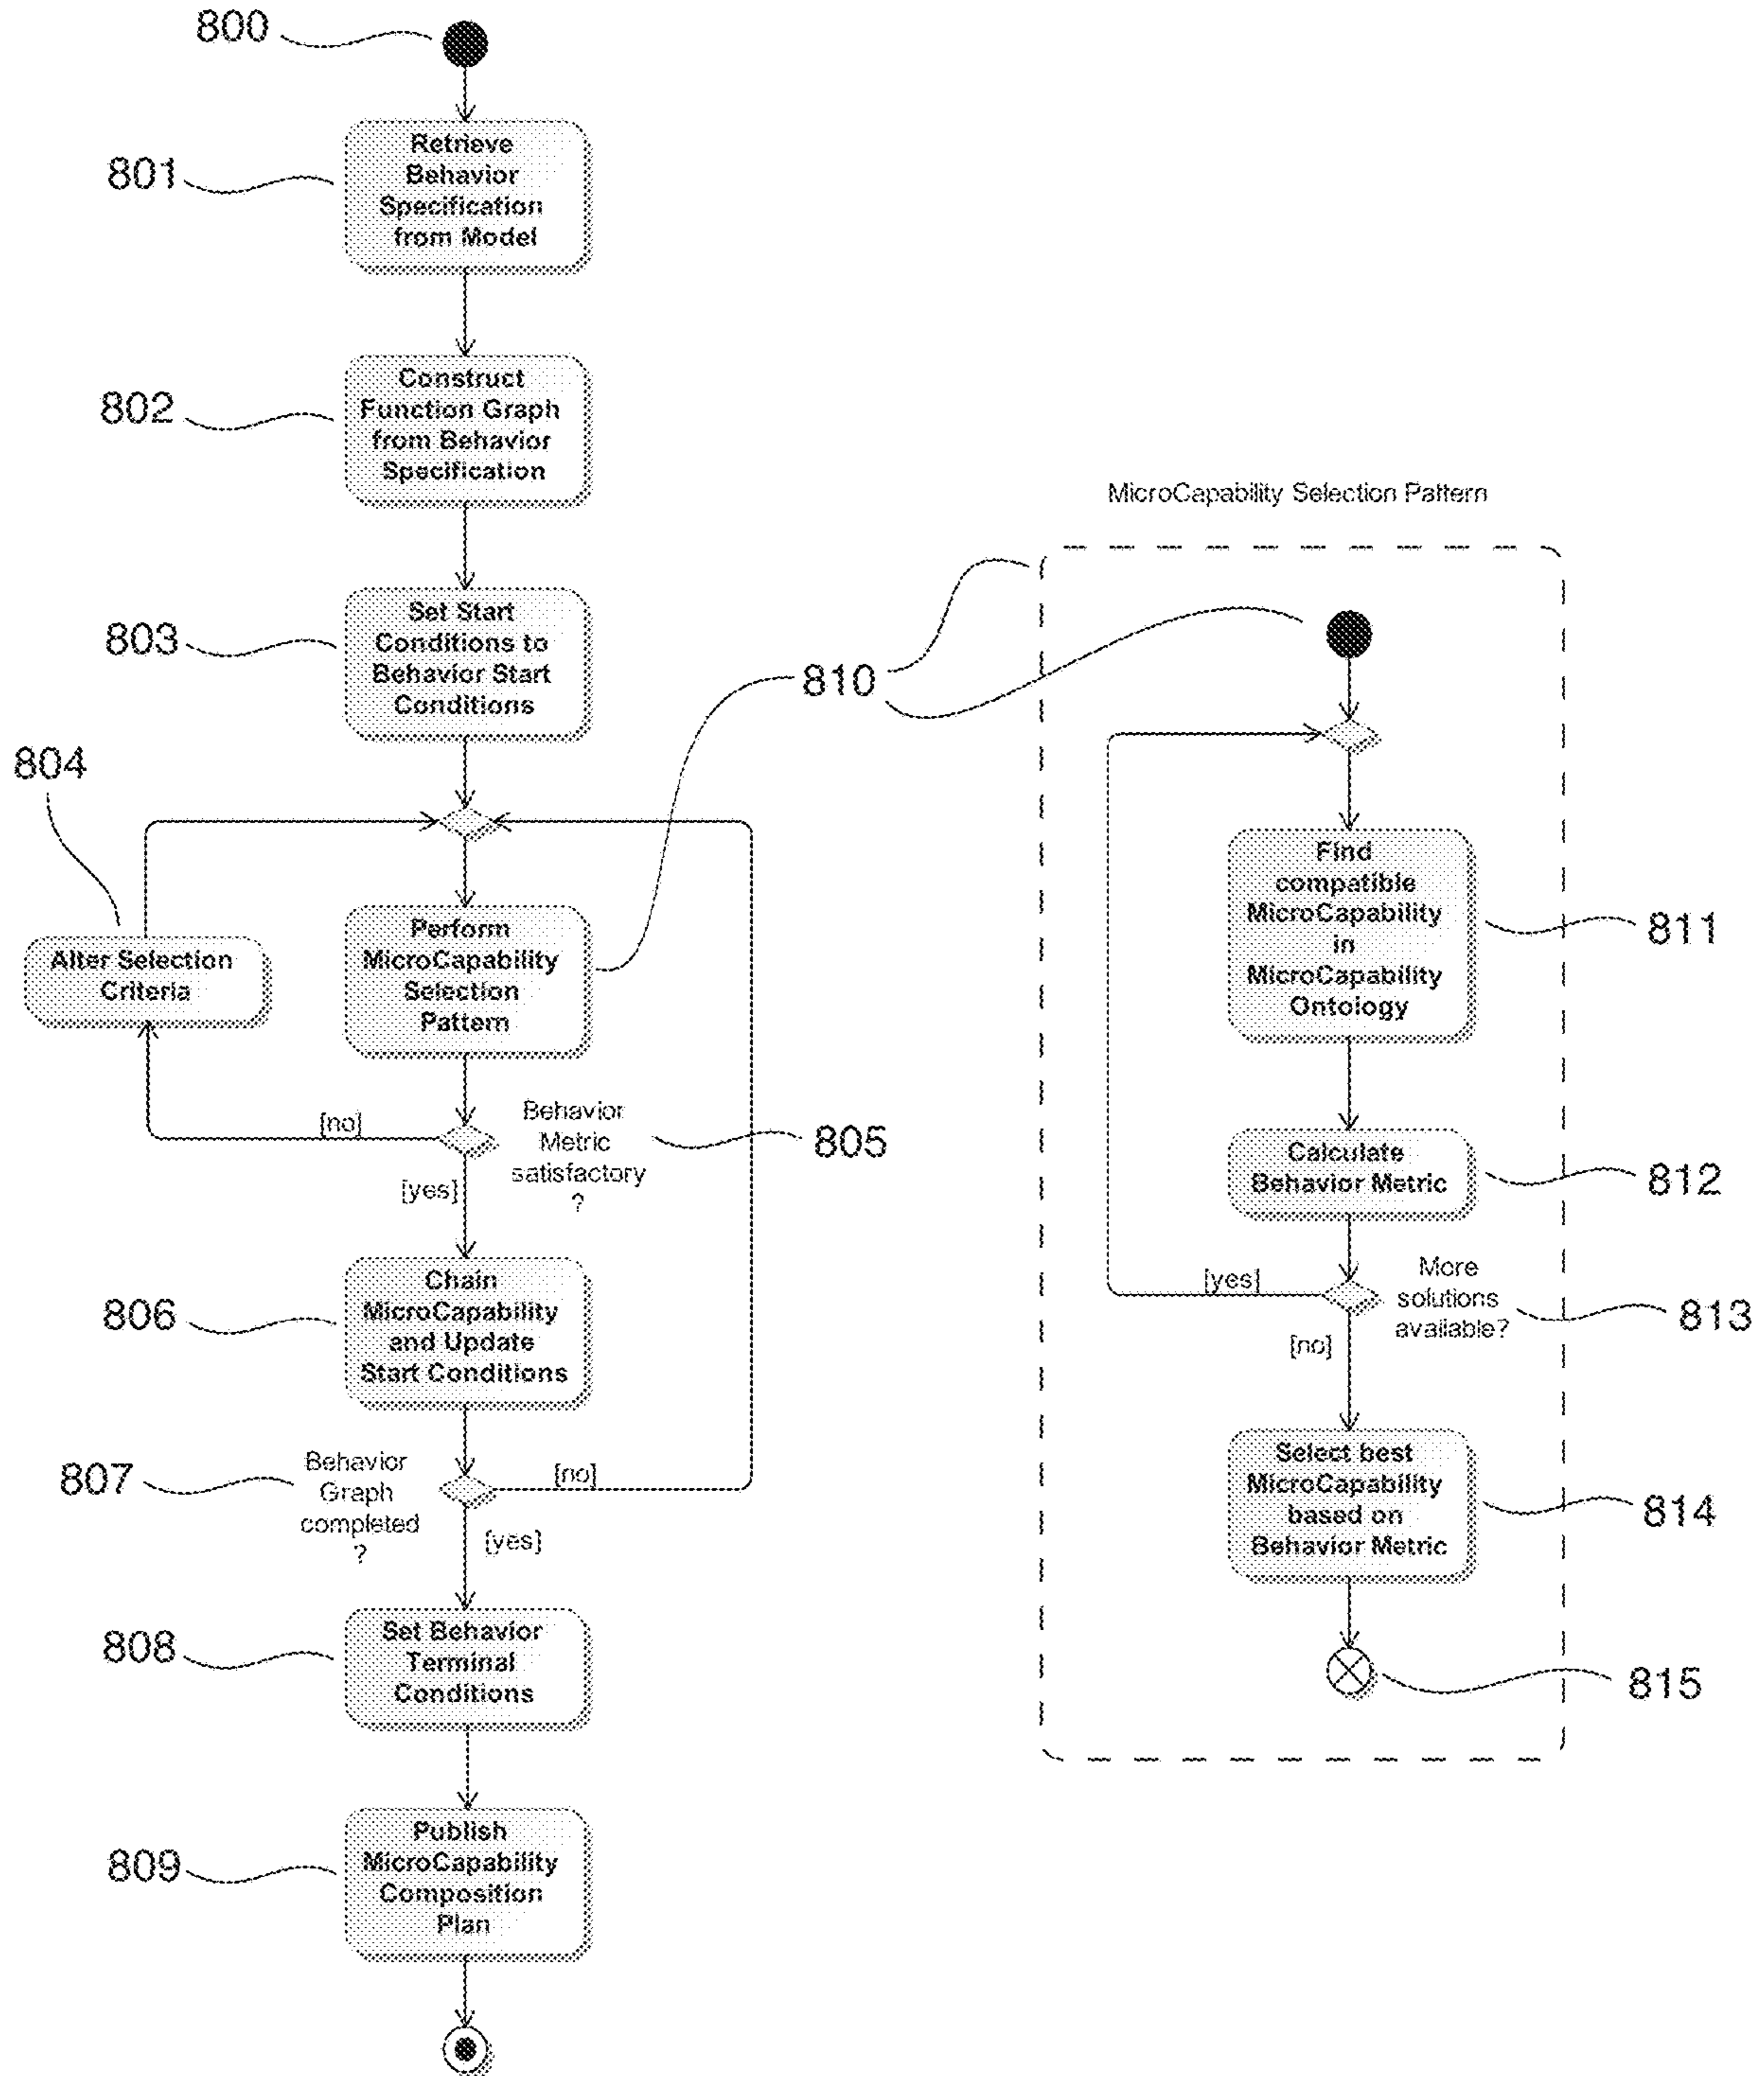 800
801
Retrieve
Behavior
Specification
from Model
802
Construct
Function Graph
from Behavior
Specification
803
Set Start
Conditions to
Behavior Start
Conditions
804
Alter Selection
Criteria
Perform
MicroCapability
Selection
Pattern
810
[no]
Behavior
Metric
satisfactory
?
805
[yes]
806
Chain
MicroCapability
and Update
Start Conditions
807
Behavior
Graph
completed
?
[no]
[yes]
808
Set Behavior
Terminal
Conditions
809
Publish
MicroCapability
Composition
Plan
MicroCapability Selection Pattern
Find
compatible
MicroCapability
in
MicroCapability
Ontology
811
Calculate
Behavior Metric
812
[yes]
More
solutions
available?
813
[no]
Select best
MicroCapability
based on
Behavior Metric
814
815